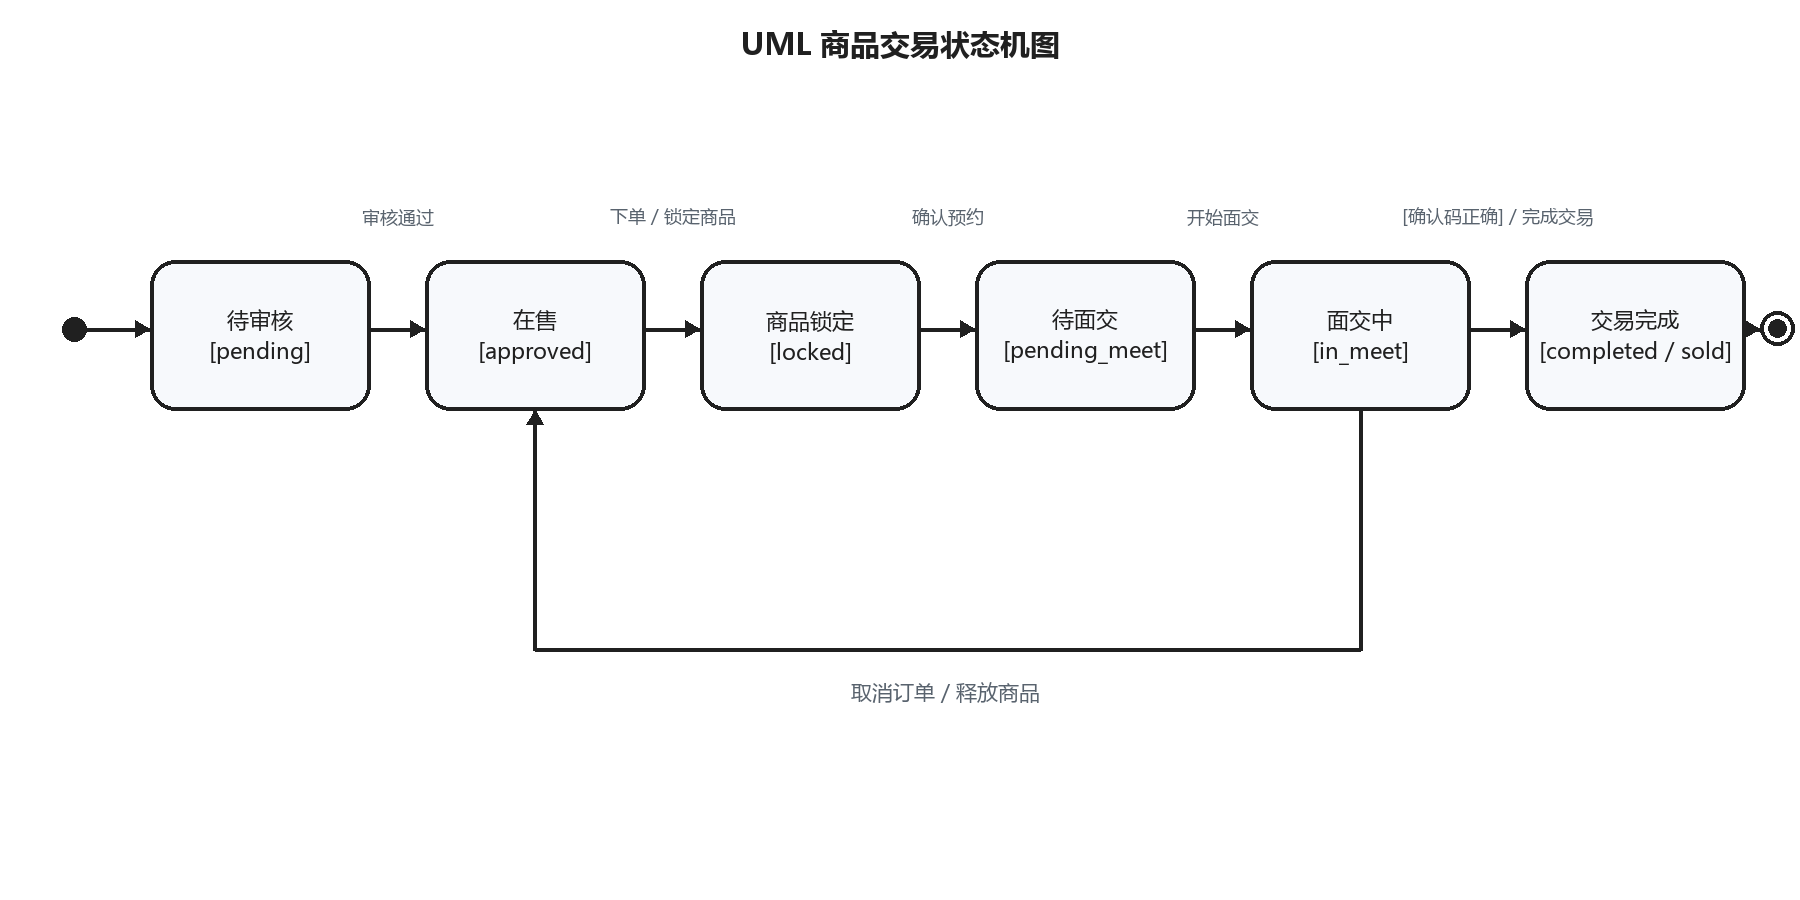 UML 商品交易状态机图
审核通过
下单 / 锁定商品
确认预约
开始面交
[确认码正确] / 完成交易
待审核
[pending]
在售
[approved]
商品锁定
[locked]
待面交
[pending_meet]
面交中
[in_meet]
交易完成
[completed / sold]
取消订单 / 释放商品